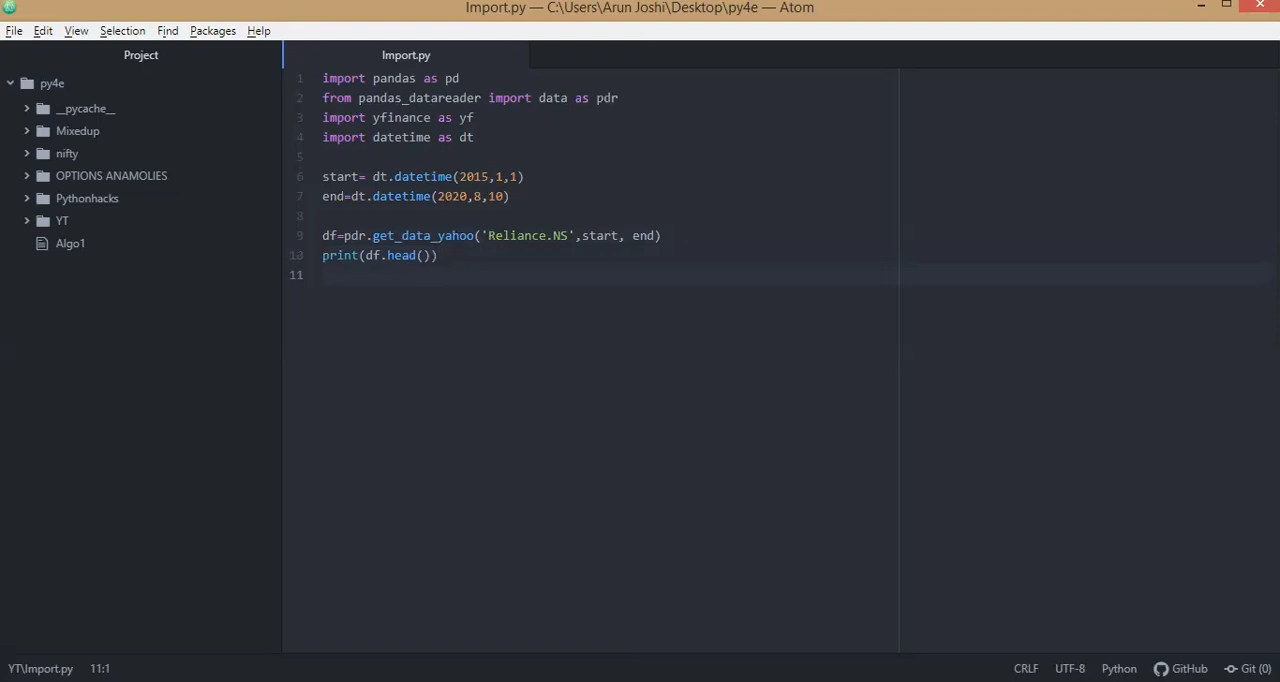 Import.py — C:\Users\Arun Joshi\Desktop\py4e — Atom
File Edit View Selection Find Packages Help
Project
Import.py
py4e
__pycache__
Mixedup
nifty
OPTIONS ANAMOLIES
Pythonhacks
YT
Algo1
1 import pandas as pd
2 from pandas_datareader import data as pdr
3 import yfinance as yf
4 import datetime as dt
5
6 start= dt.datetime(2015,1,1)
7 end=dt.datetime(2020,8,10)
8
9 df=pdr.get_data_yahoo('Reliance.NS',start, end)
10 print(df.head())
11
YT\Import.py 11:1 CRLF UTF-8 Python GitHub Git (0)